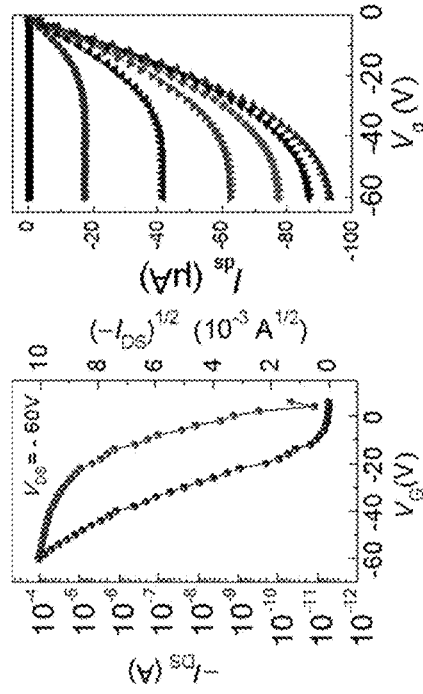 V_DS = - 60V
−I_DS (A)
10⁻⁴
10⁻⁵
10⁻⁶
10⁻⁷
10⁻⁸
10⁻⁹
10⁻¹⁰
10⁻¹¹
10⁻¹²
-60 -40 -20 0
V_G (V)
10
8
6
4
2
0
(−I_DS)^1/2 (10⁻³ A^1/2)
I_ds (μA)
0
-20
-40
-60
-80
-100
-60 -40 -20 0
(V)